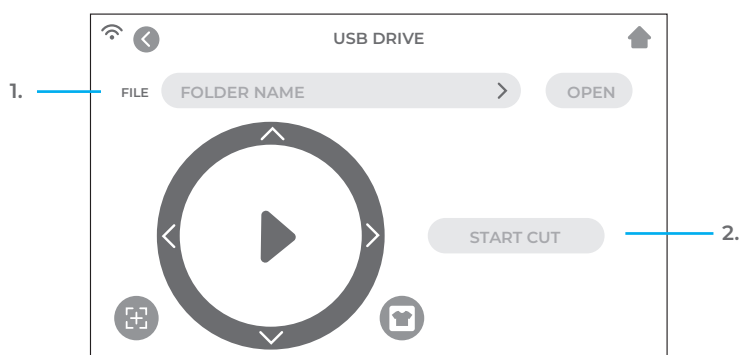 USB DRIVE
1.
FILE FOLDER NAME OPEN
START CUT
2.